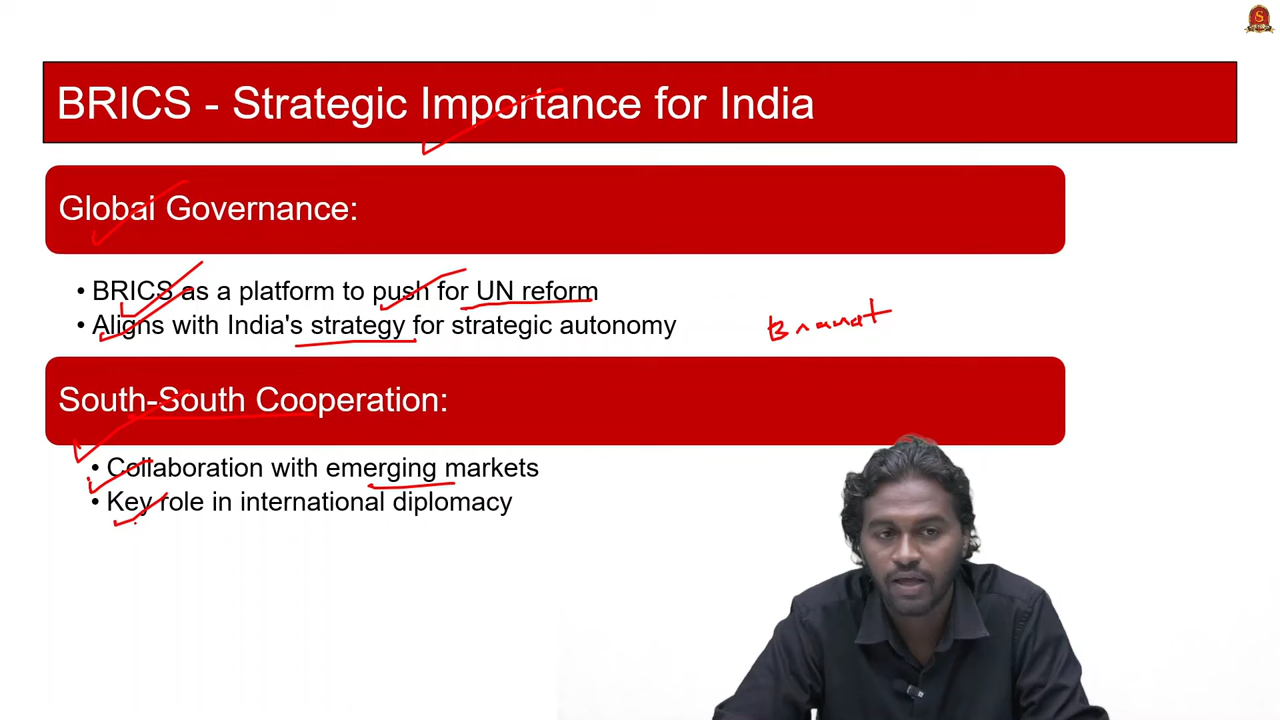 BRICS - Strategic Importance for India
Global Governance:
• BRICS as a platform to push for UN reform
• Aligns with India's strategy for strategic autonomy
South-South Cooperation:
• Collaboration with emerging markets
• Key role in international diplomacy